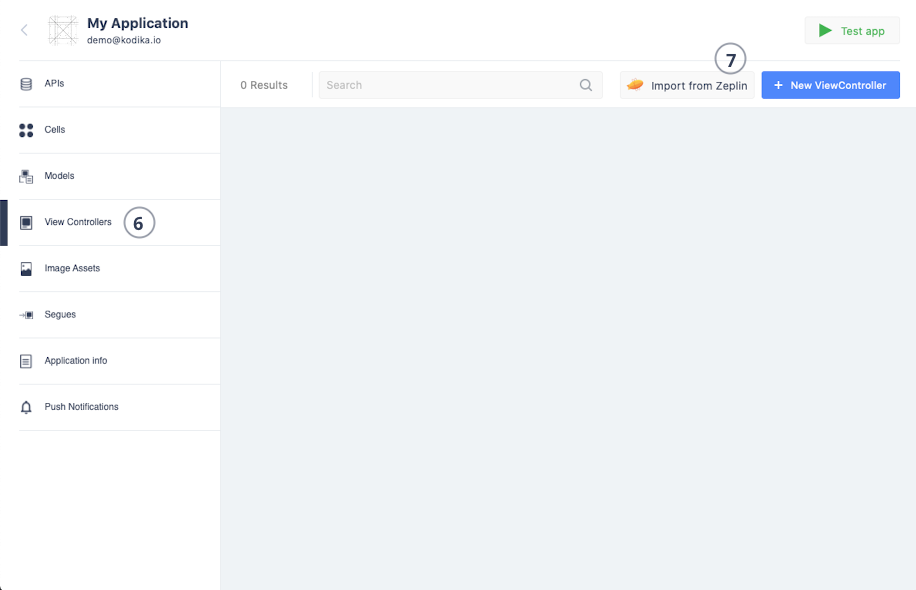 My Application
demo@kodika.io
Test app
7
APIs
0 Results
Search
Import from Zeplin
+ New ViewController
Cells
Models
View Controllers
6
Image Assets
Segues
Application info
Push Notifications